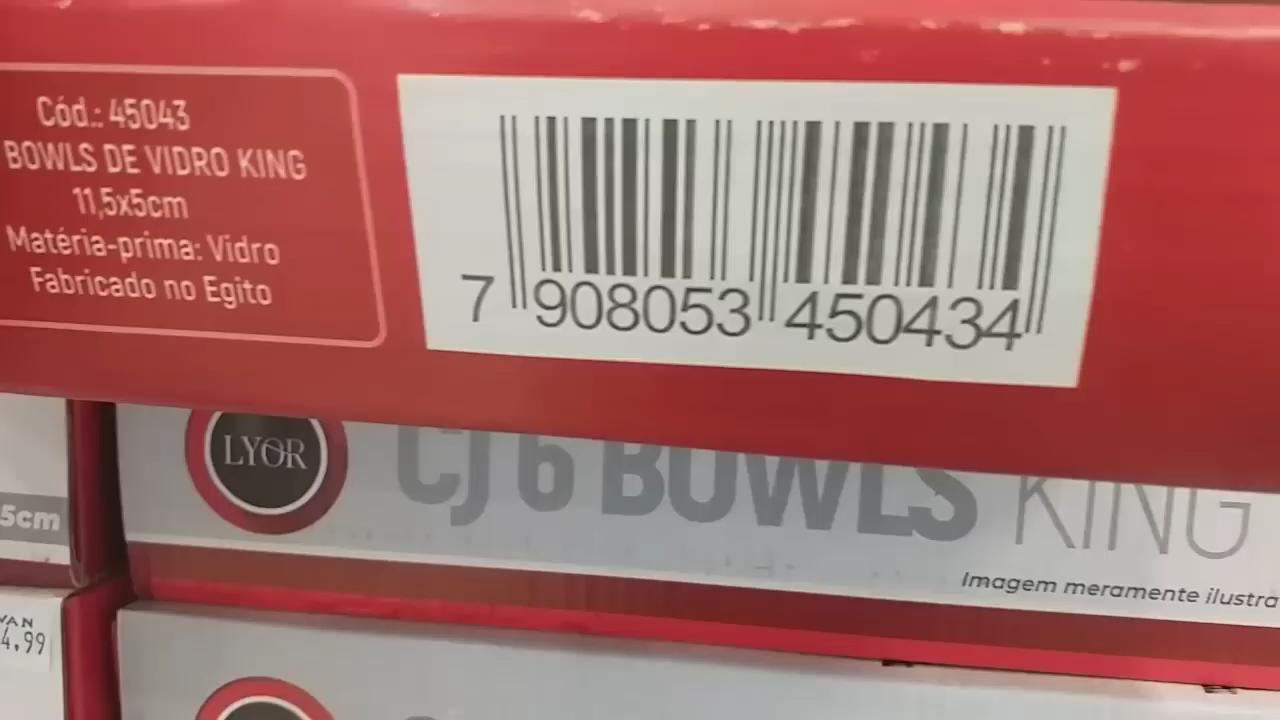 Cód.: 45043
BOWLS DE VIDRO KING
11,5x5cm
Matéria-prima: Vidro
Fabricado no Egito
7 908053 450434
LYOR
CJ 6 BOWLS KING
5cm
Imagem meramente ilustra
VAN
4,99